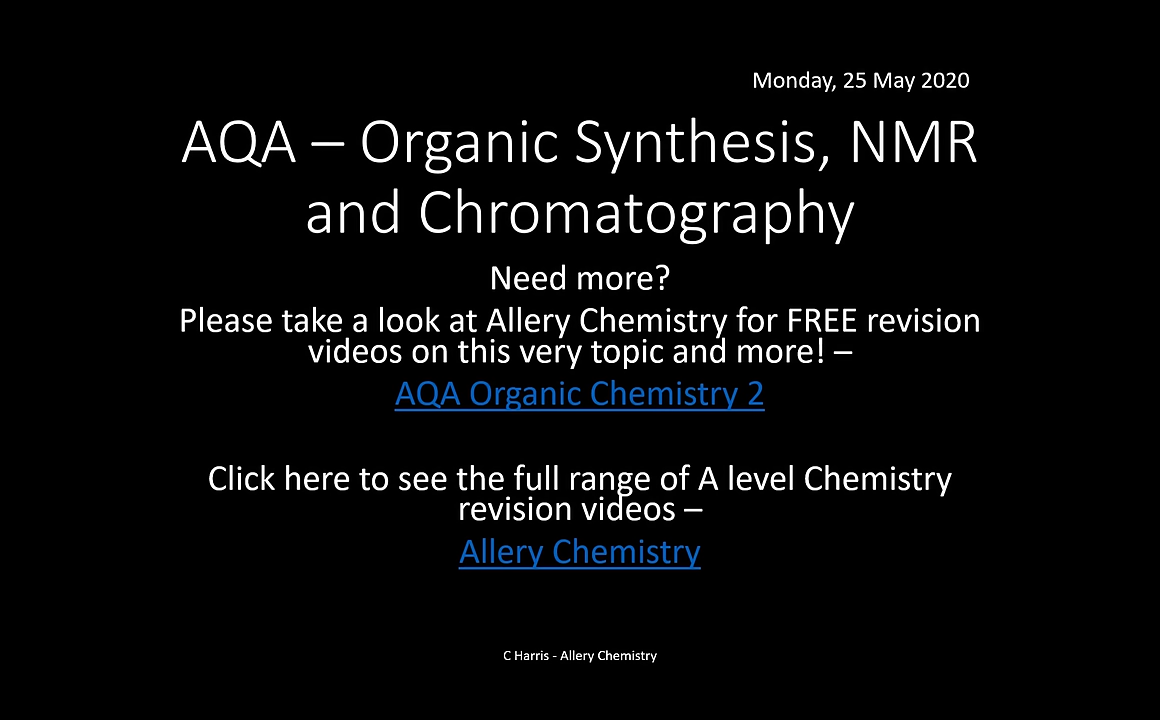 Monday, 25 May 2020
AQA – Organic Synthesis, NMR
and Chromatography
Need more?
Please take a look at Allery Chemistry for FREE revision
videos on this very topic and more! –
AQA Organic Chemistry 2
Click here to see the full range of A level Chemistry
revision videos –
Allery Chemistry
C Harris - Allery Chemistry